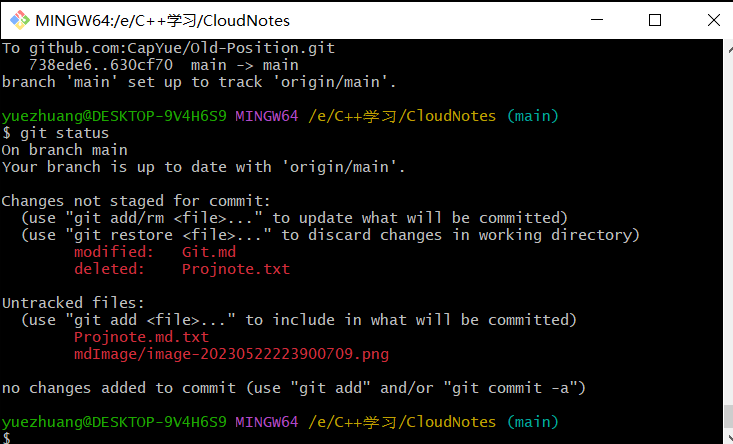 MINGW64:/e/C++学习/CloudNotes
To github.com:CapYue/Old-Position.git
   738ede6..630cf70  main -> main
branch 'main' set up to track 'origin/main'.
yuezhuang@DESKTOP-9V4H6S9 MINGW64 /e/C++学习/CloudNotes (main)
$ git status
On branch main
Your branch is up to date with 'origin/main'.
Changes not staged for commit:
  (use "git add/rm <file>..." to update what will be committed)
  (use "git restore <file>..." to discard changes in working directory)
        modified:   Git.md
        deleted:    Projnote.txt
Untracked files:
  (use "git add <file>..." to include in what will be committed)
        Projnote.md.txt
        mdImage/image-20230522223900709.png
no changes added to commit (use "git add" and/or "git commit -a")
yuezhuang@DESKTOP-9V4H6S9 MINGW64 /e/C++学习/CloudNotes (main)
$